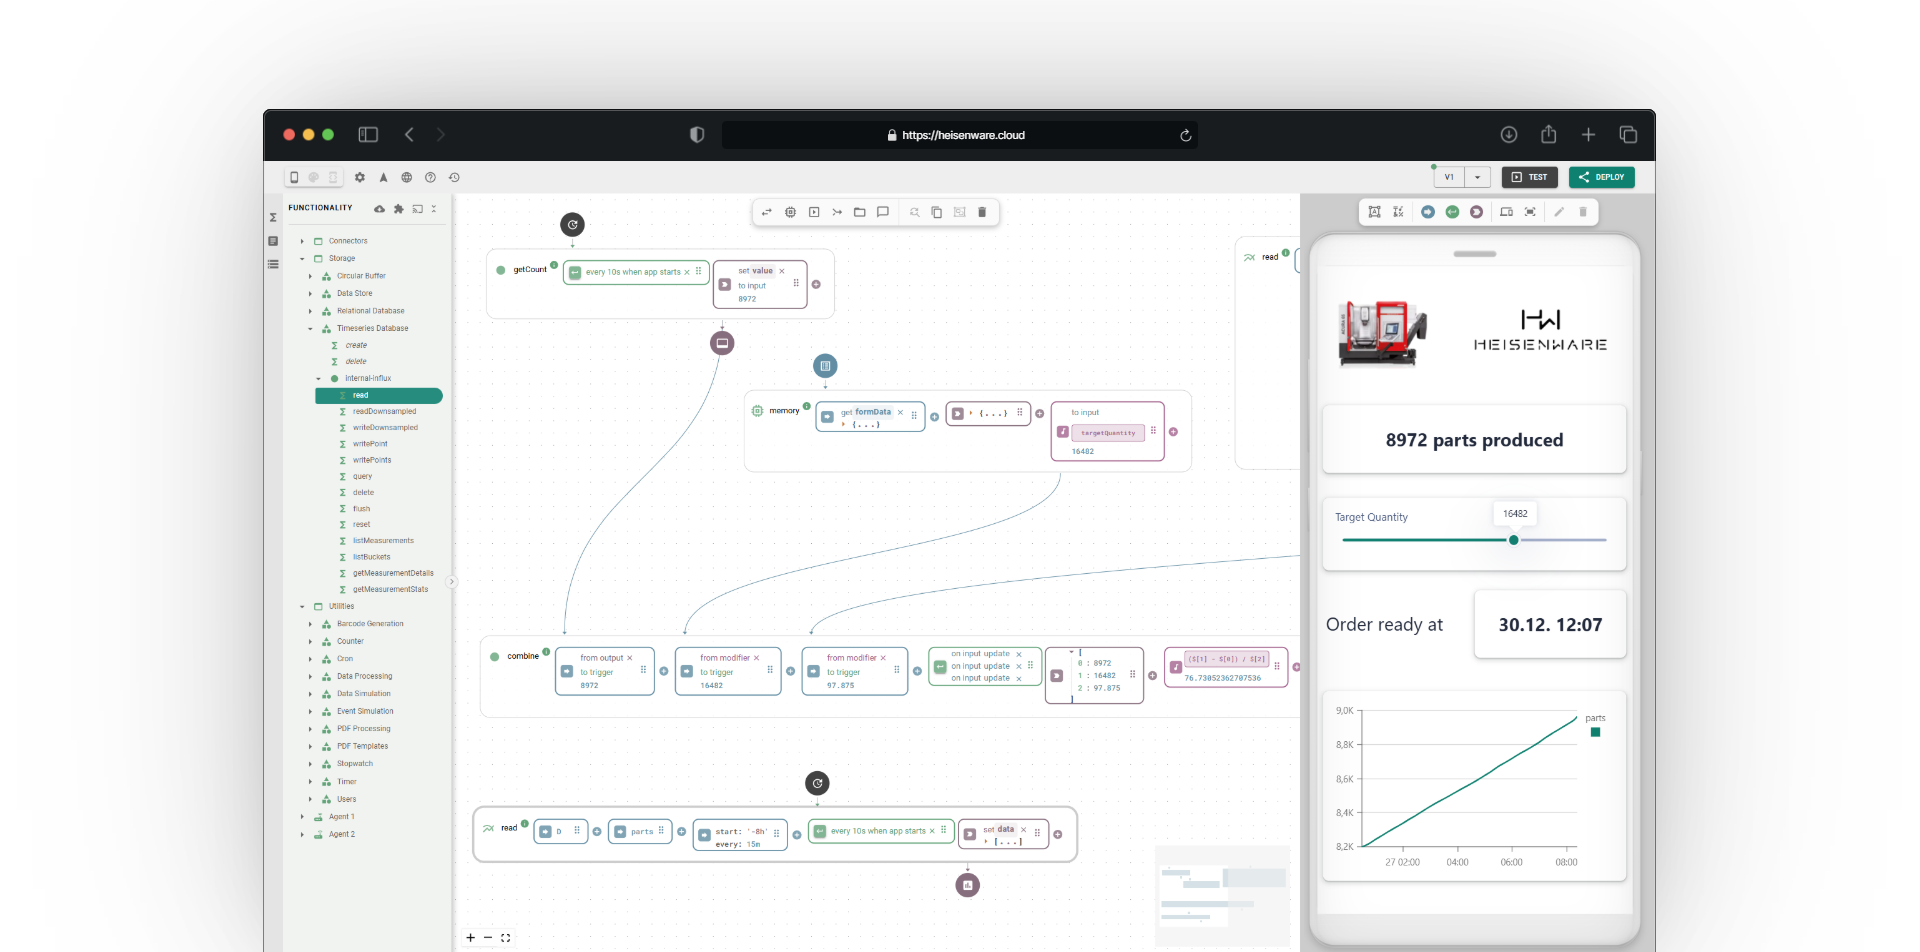 https://heisenware.cloud
V1
TEST
DEPLOY
FUNCTIONALITY
Connectors
Storage
Circular Buffer
Data Store
Relational Database
Timeseries Database
create
delete
internal-influx
read
readDownsampled
writeDownsampled
writePoint
writePoints
query
delete
flush
reset
listMeasurements
listBuckets
getMeasurementDetails
getMeasurementStats
Utilities
Barcode Generation
Counter
Cron
Data Processing
Data Simulation
Event Simulation
PDF Processing
PDF Templates
Stopwatch
Timer
Users
Agent 1
Agent 2
getCount
every 10s when app starts ×
set value ×
to input
8972
read
memory
get formData ×
{...}
{...}
to input
targetQuantity
16482
combine
from output ×
to trigger
8972
from modifier ×
to trigger
16482
from modifier ×
to trigger
97.875
on input update ×
on input update ×
on input update ×
[
0 : 8972
1 : 16482
2 : 97.875
]
($[1] - $[0]) / $[2]
76.73052362707536
read
D
parts
start: '-8h'
every: 15m
every 10s when app starts ×
set data ×
[...]
HEISENWARE
8972 parts produced
Target Quantity
16482
Order ready at
30.12. 12:07
9,0K
8,8K
8,6K
8,4K
8,2K
27 02:00
04:00
06:00
08:00
parts